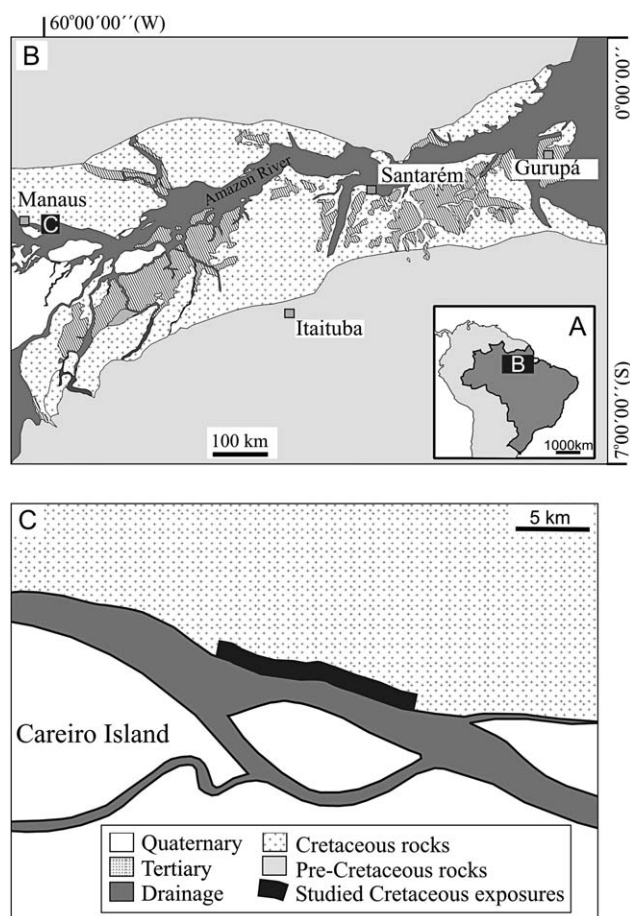 60°00′00′′(W)
B
0°00′00′′
Santarém
Gurupá
Amazon River
Manaus
C
Itaituba
A
B
1000km
100 km
7°00′00′′(S)
C
5 km
Careiro Island
Quaternary
Cretaceous rocks
Tertiary
Pre-Cretaceous rocks
Drainage
Studied Cretaceous exposures